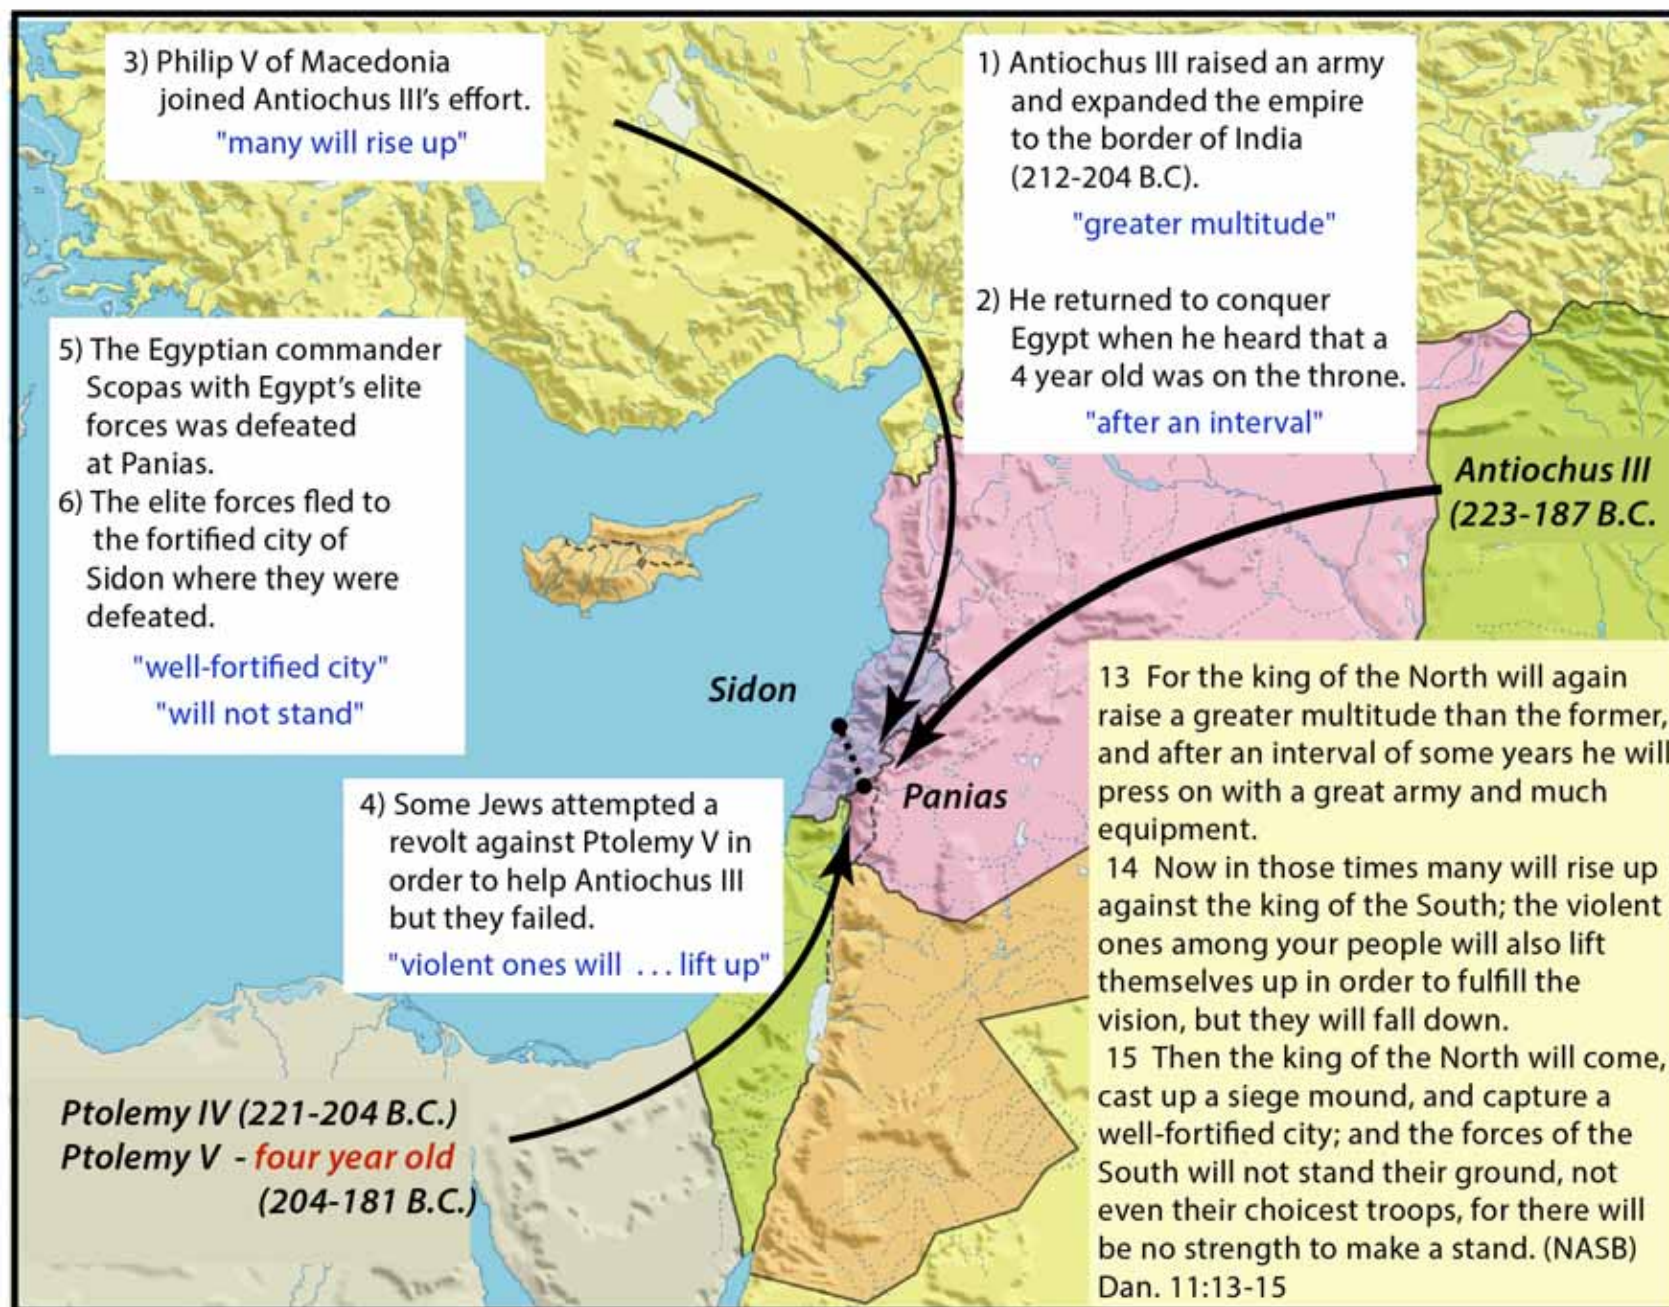 3) Philip V of Macedonia
joined Antiochus III's effort.
"many will rise up"
1) Antiochus III raised an army
and expanded the empire
to the border of India
(212-204 B.C).
"greater multitude"
2) He returned to conquer
Egypt when he heard that a
4 year old was on the throne.
"after an interval"
5) The Egyptian commander
Scopas with Egypt's elite
forces was defeated
at Panias.
6) The elite forces fled to
the fortified city of
Sidon where they were
defeated.
"well-fortified city"
"will not stand"
Antiochus III
(223-187 B.C.
Sidon
Panias
4) Some Jews attempted a
revolt against Ptolemy V in
order to help Antiochus III
but they failed.
"violent ones will ... lift up"
Ptolemy IV (221-204 B.C.)
Ptolemy V - four year old
(204-181 B.C.)
13 For the king of the North will again
raise a greater multitude than the former,
and after an interval of some years he will
press on with a great army and much
equipment.
14 Now in those times many will rise up
against the king of the South; the violent
ones among your people will also lift
themselves up in order to fulfill the
vision, but they will fall down.
15 Then the king of the North will come,
cast up a siege mound, and capture a
well-fortified city; and the forces of the
South will not stand their ground, not
even their choicest troops, for there will
be no strength to make a stand. (NASB)
Dan. 11:13-15